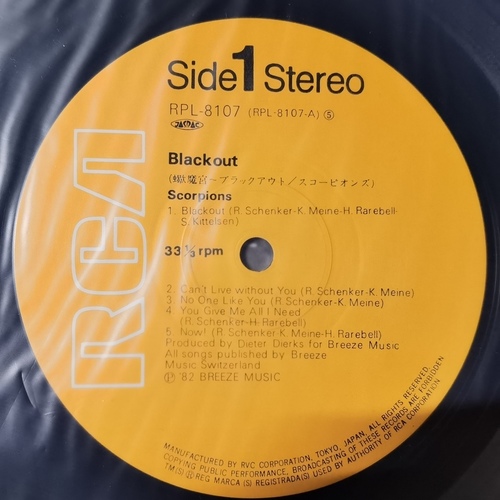 Side 1 Stereo
RPL-8107 (RPL-8107-A) Ⓢ
JASRAC
Blackout
(蠍魔宮〜ブラックアウト/スコーピオンズ)
Scorpions
1. Blackout (R. Schenker-K. Meine-H. Rarebell-
S. Kittelsen)
33⅓ rpm
2. Can't Live without You (R. Schenker-K. Meine)
3. No One Like You (R. Schenker-K. Meine)
4. You Give Me All I Need
(R. Schenker-H. Rarebell)
5. Now! (R. Schenker K. Meine-H. Rarebell)
Produced by Dieter Dierks for Breeze Music
All songs published by Breeze
Music Switzerland
Ⓟ '82 BREEZE MUSIC
RCA
MANUFACTURED BY RVC CORPORATION, TOKYO, JAPAN, ALL RIGHTS RESERVED.
COPYING·PUBLIC PERFORMANCE, BROADCASTING OF THESE RECORDS ARE FORBIDDEN
TM(S) Ⓡ REG MARCA (S) REGISTRADA(S) USED BY AUTHORITY OF RCA CORPORATION